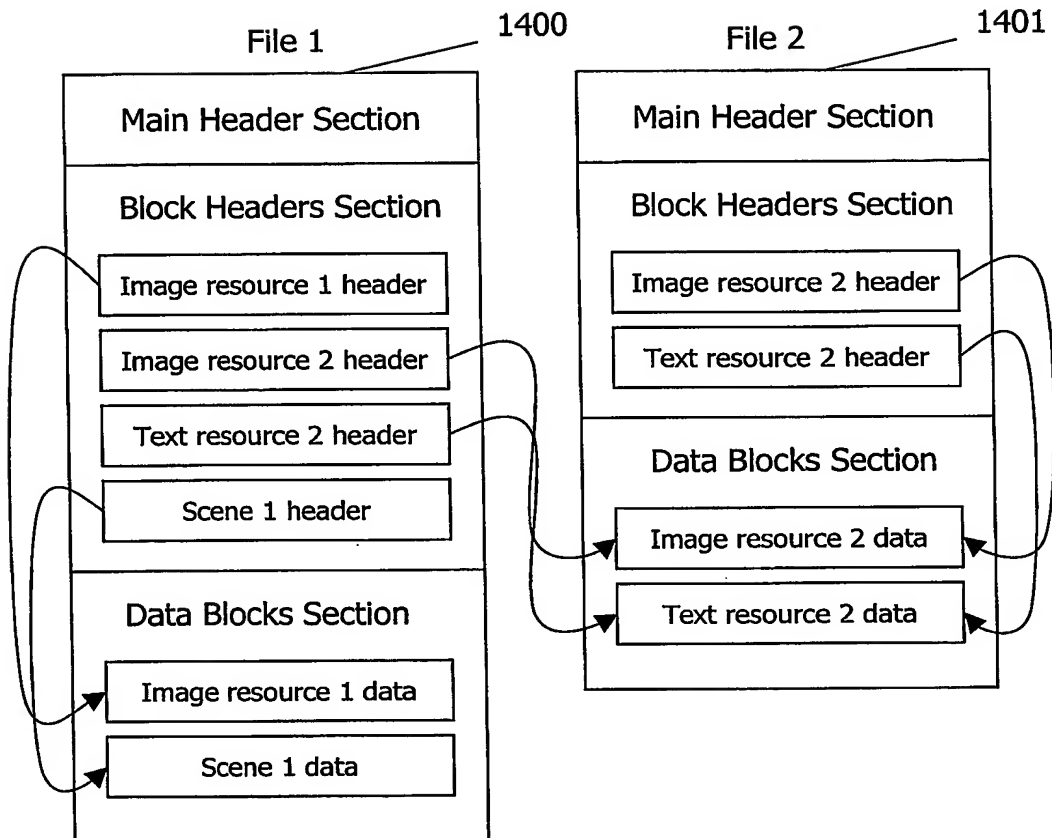 File 1
1400
Main Header Section
Block Headers Section
Image resource 1 header
Image resource 2 header
Text resource 2 header
Scene 1 header
Data Blocks Section
Image resource 1 data
Scene 1 data
File 2
1401
Main Header Section
Block Headers Section
Image resource 2 header
Text resource 2 header
Data Blocks Section
Image resource 2 data
Text resource 2 data